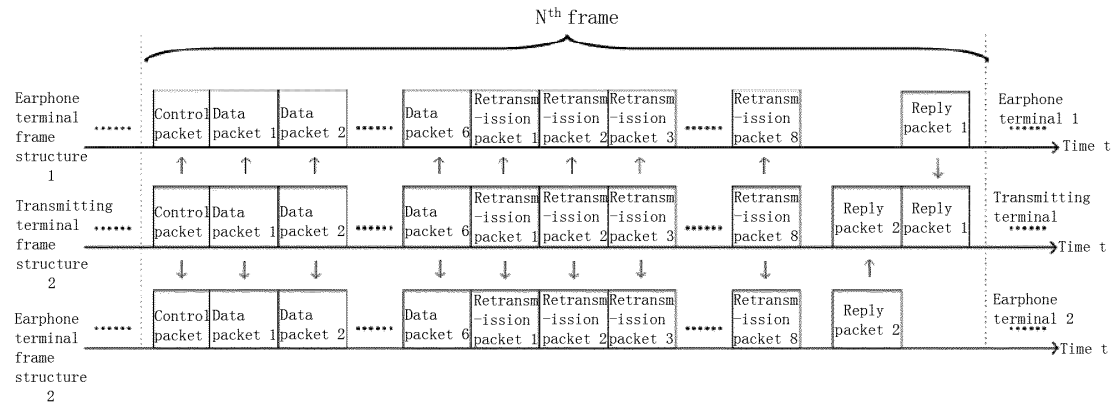 Nth frame
Earphone
terminal
frame
structure
1
......
Control
packet
Data
packet 1
Data
packet 2
......
Data
packet 6
Retransm
-ission
packet 1
Retransm
-ission
packet 2
Retransm
-ission
packet 3
......
Retransm
-ission
packet 8
Reply
packet 1
Earphone
terminal 1
......
Time t
Transmitting
terminal
frame
structure
2
......
Control
packet
Data
packet 1
Data
packet 2
......
Data
packet 6
Retransm
-ission
packet 1
Retransm
-ission
packet 2
Retransm
-ission
packet 3
......
Retransm
-ission
packet 8
Reply
packet 2
Reply
packet 1
Transmitting
terminal
......
Time t
Earphone
terminal
frame
structure
2
......
Control
packet
Data
packet 1
Data
packet 2
......
Data
packet 6
Retransm
-ission
packet 1
Retransm
-ission
packet 2
Retransm
-ission
packet 3
......
Retransm
-ission
packet 8
Reply
packet 2
Earphone
terminal 2
......
Time t